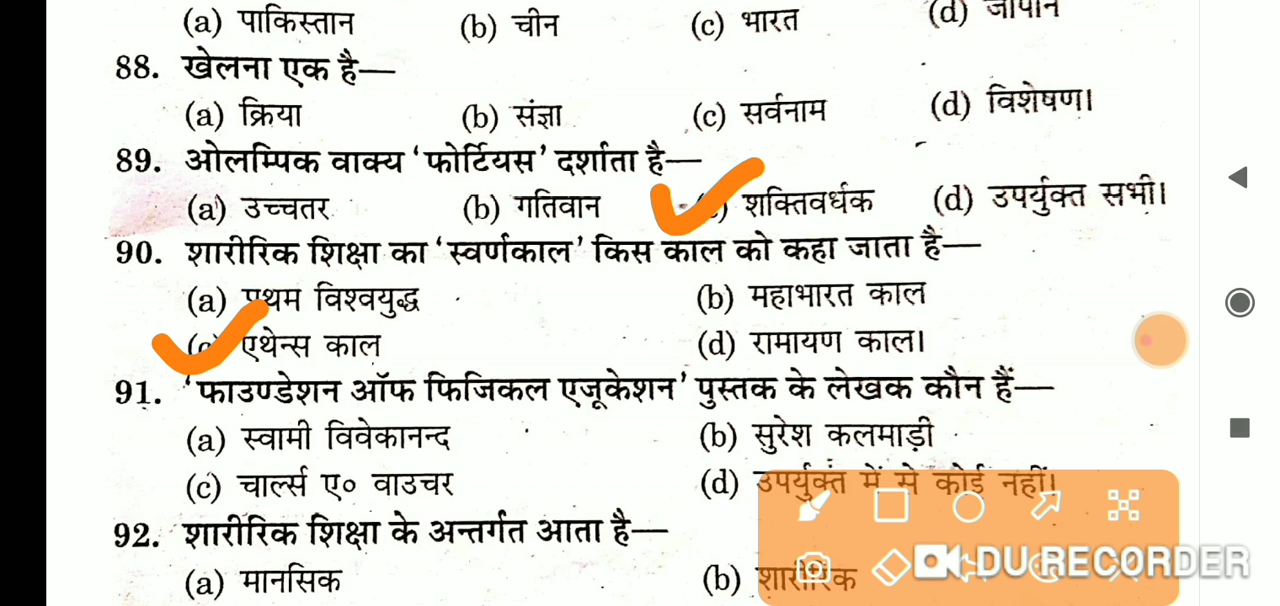 (a) पाकिस्तान (b) चीन (c) भारत (d) जापान
88. खेलना एक है—
(a) क्रिया (b) संज्ञा (c) सर्वनाम (d) विशेषण।
89. ओलम्पिक वाक्य ‘फोर्टियस’ दर्शाता है—
(a) उच्चतर (b) गतिवान (c) शक्तिवर्धक (d) उपर्युक्त सभी।
90. शारीरिक शिक्षा का ‘स्वर्णकाल’ किस काल को कहा जाता है—
(a) प्रथम विश्वयुद्ध (b) महाभारत काल
(c) एथेन्स काल (d) रामायण काल।
91. ‘फाउण्डेशन ऑफ फिजिकल एजूकेशन’ पुस्तक के लेखक कौन हैं—
(a) स्वामी विवेकानन्द (b) सुरेश कलमाड़ी
(c) चार्ल्स ए० वाउचर (d) उपर्युक्त में से कोई नहीं।
92. शारीरिक शिक्षा के अन्तर्गत आता है—
(a) मानसिक (b) शारीरिक
DU RECORDER